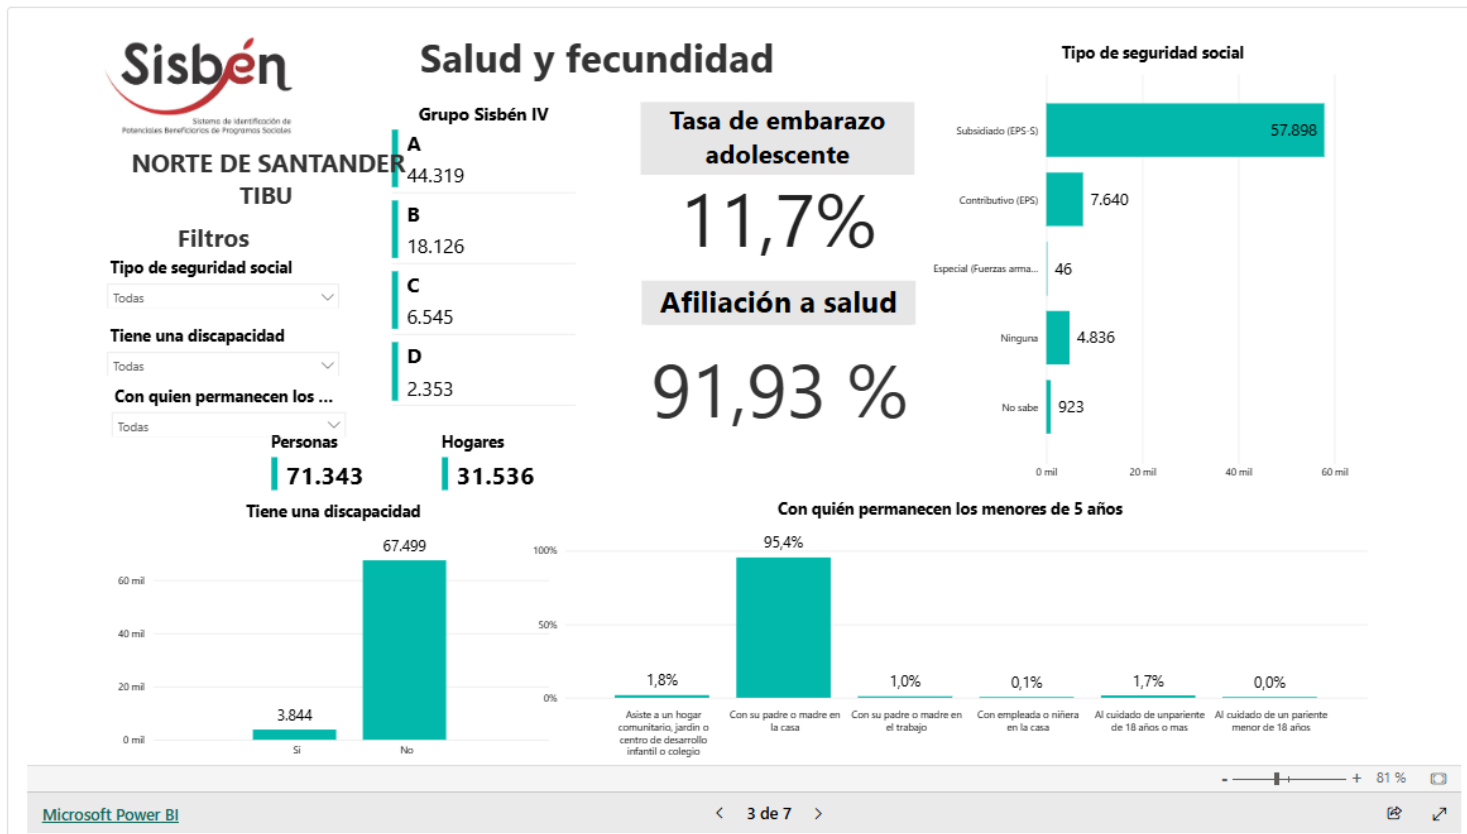 Sisbén
Sistema de Identificación de
Potenciales Beneficiarios de Programas Sociales
NORTE DE SANTANDER
TIBU
Salud y fecundidad
Filtros
Tipo de seguridad social
Todas
Tiene una discapacidad
Todas
Con quien permanecen los ...
Todas
Grupo Sisbén IV
A
44.319
B
18.126
C
6.545
D
2.353
Personas
71.343
Hogares
31.536
Tasa de embarazo
adolescente
11,7%
Afiliación a salud
91,93 %
Tipo de seguridad social
Subsidiado (EPS-S)
57.898
Contributivo (EPS)
7.640
Especial (Fuerzas arma...
46
Ninguna
4.836
No sabe
923
0 mil
20 mil
40 mil
60 mil
Tiene una discapacidad
60 mil
40 mil
20 mil
0 mil
3.844
67.499
Sí
No
Con quién permanecen los menores de 5 años
100%
50%
0%
1,8%
95,4%
1,0%
0,1%
1,7%
0,0%
Asiste a un hogar
comunitario, jardín o
centro de desarrollo
infantil o colegio
Con su padre o madre en
la casa
Con su padre o madre en
el trabajo
Con empleada o niñera
en la casa
Al cuidado de unpariente
de 18 años o mas
Al cuidado de un pariente
menor de 18 años
- + 81 %
Microsoft Power BI
< 3 de 7 >